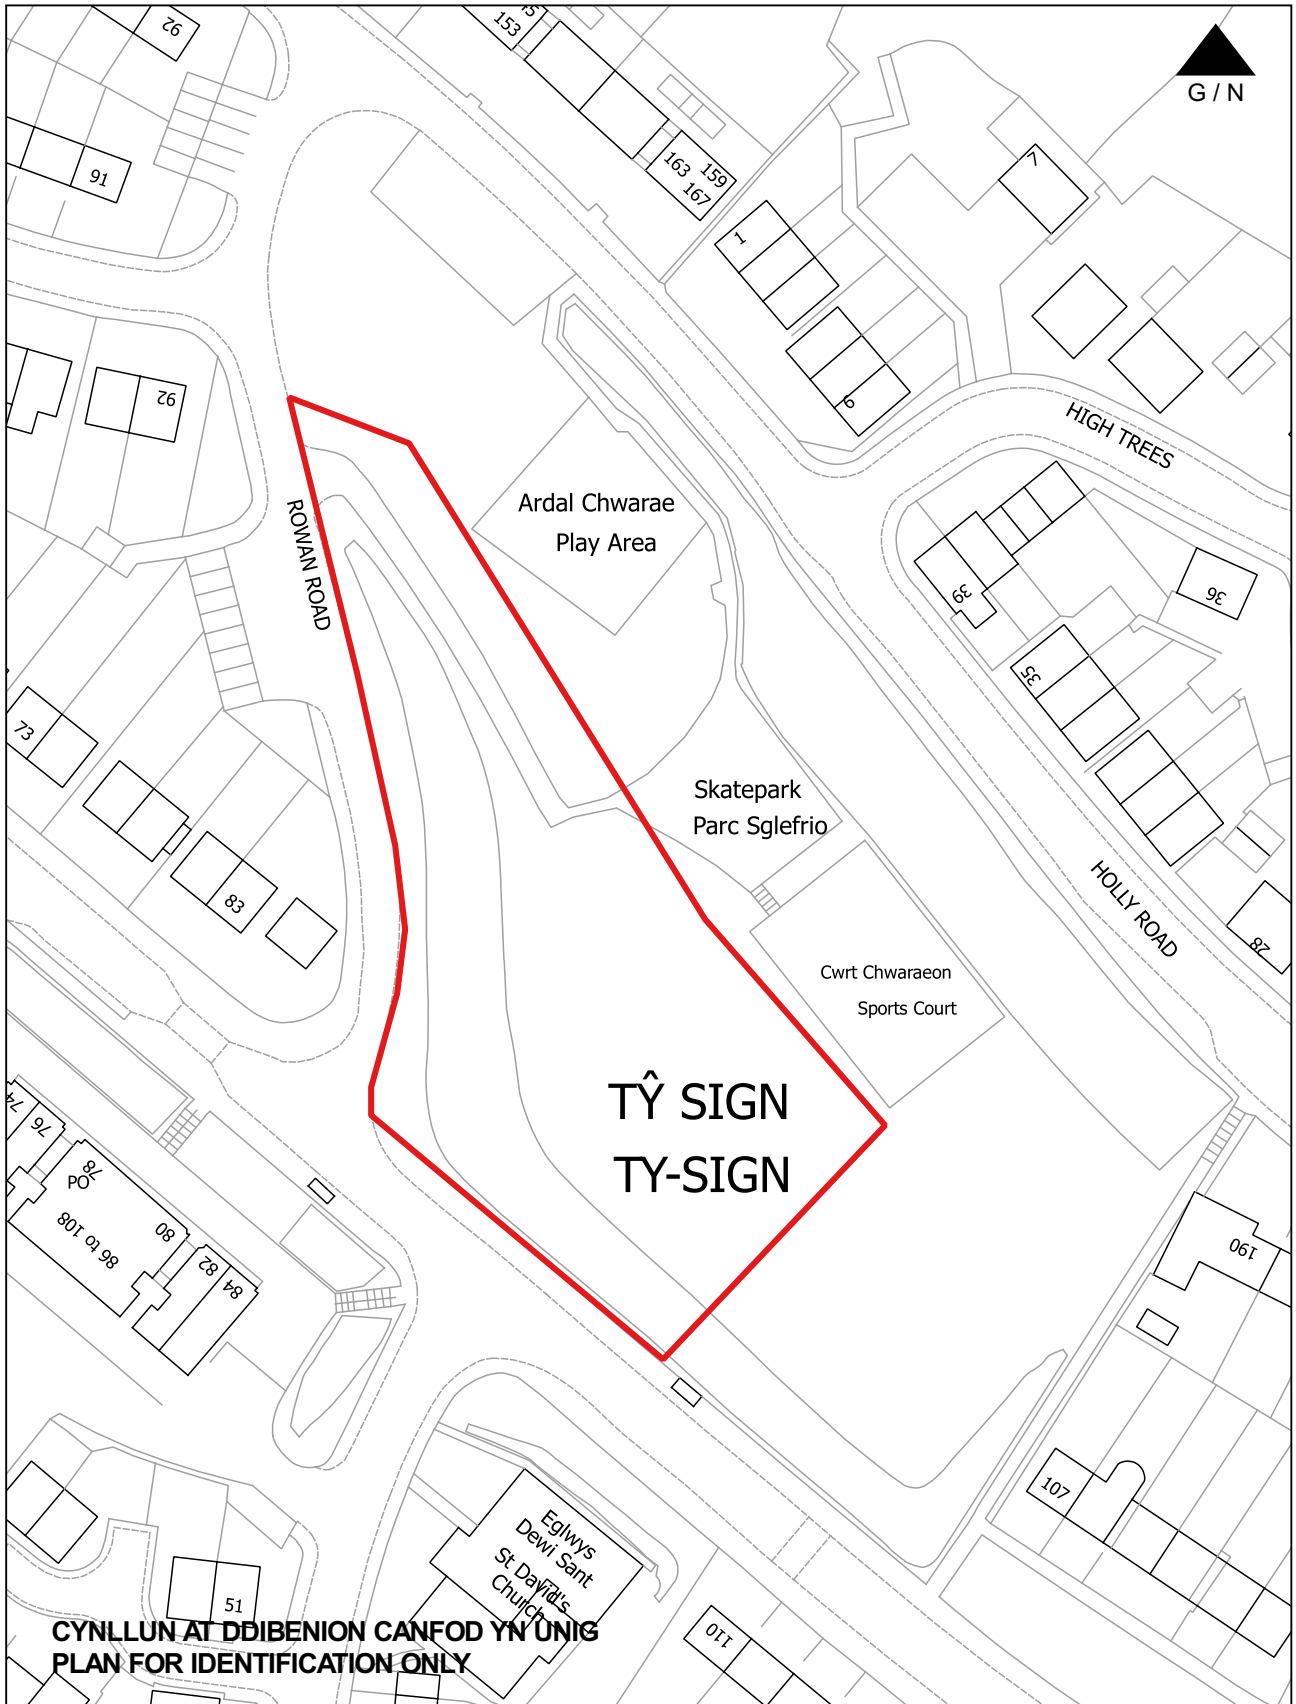 92
45
153
G / N
91
163
159
167
7
1
6
92
HIGH TREES
Ardal Chwarae
Play Area
ROWAN ROAD
39
36
35
73
Skatepark
Parc Sglefrio
83
HOLLY ROAD
28
Cwrt Chwaraeon
Sports Court
TŶ SIGN
TY-SIGN
74
76
78
PO
80
86 to 108
82
84
190
107
Eglwys
Dewi Sant
St David's
Church
51
110
CYNLLUN AT DDIBENION CANFOD YN UNIG
PLAN FOR IDENTIFICATION ONLY